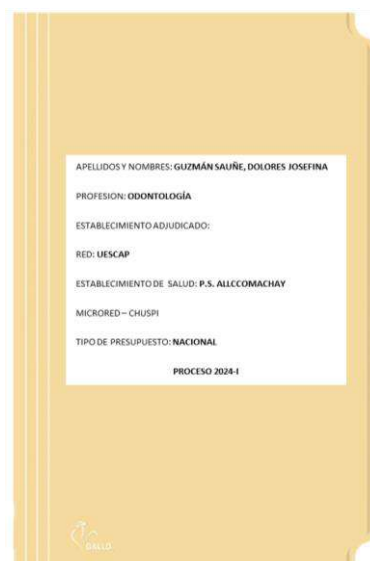 APELLIDOS Y NOMBRES: GUZMÁN SAUÑE, DOLORES JOSEFINA
PROFESION: ODONTOLOGÍA
ESTABLECIMIENTO ADJUDICADO:
RED: UESCAP
ESTABLECIMIENTO DE SALUD: P.S. ALLCCOMACHAY
MICRORED – CHUSPI
TIPO DE PRESUPUESTO: NACIONAL
PROCESO 2024-I
GALLO